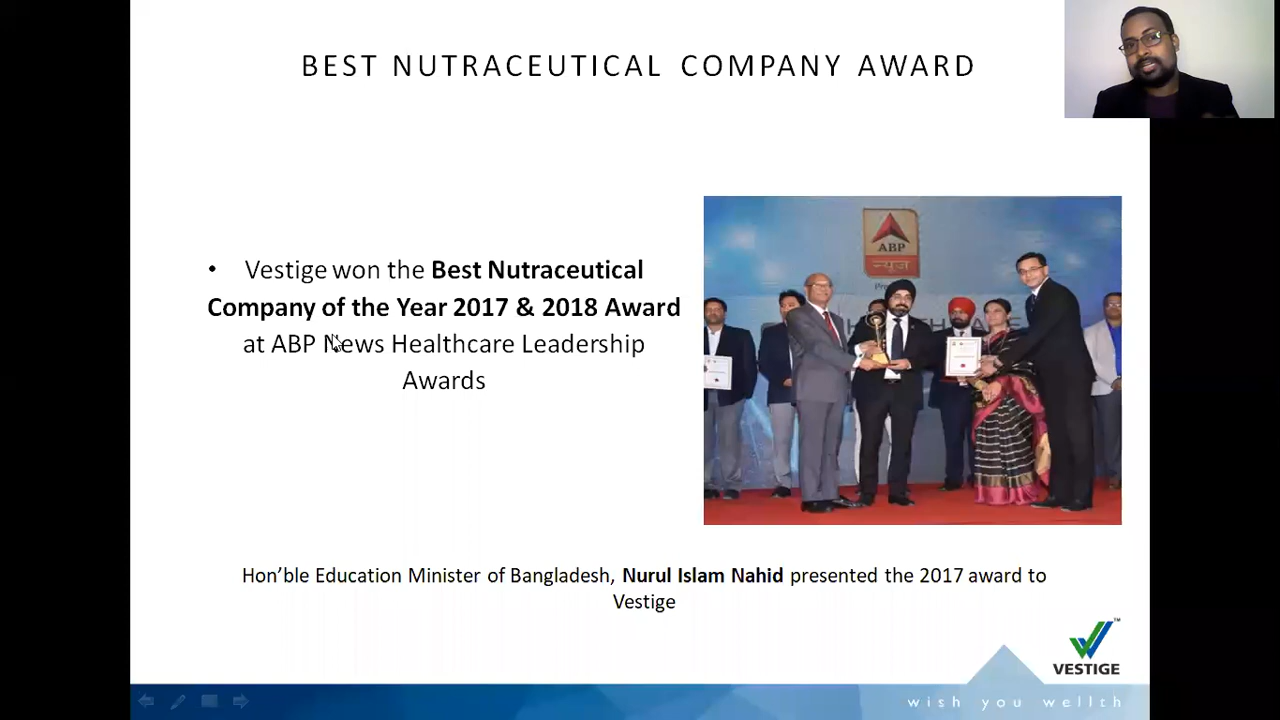 BEST NUTRACEUTICAL COMPANY AWARD
• Vestige won the Best Nutraceutical
Company of the Year 2017 & 2018 Award
at ABP News Healthcare Leadership
Awards
ABP
न्यूज़
Hon'ble Education Minister of Bangladesh, Nurul Islam Nahid presented the 2017 award to
Vestige
VESTIGE
TM
wish you wellth